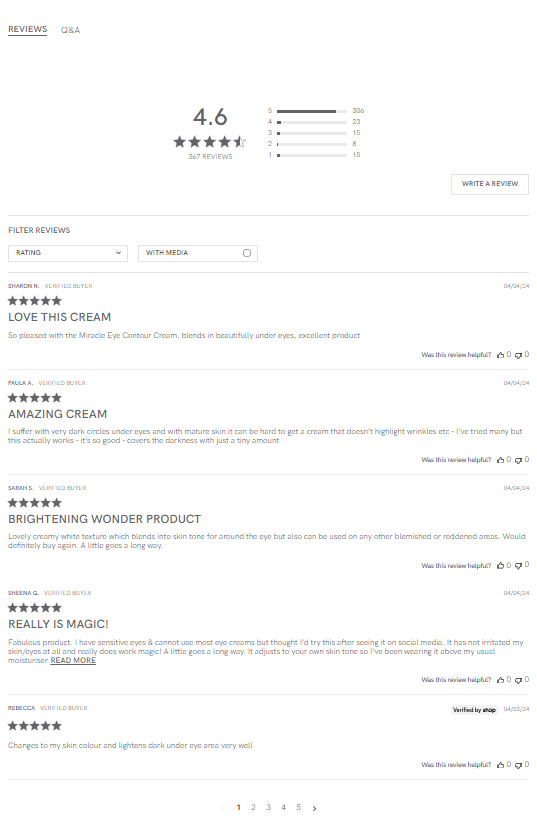 REVIEWS Q&A
4.6
367 REVIEWS
5 306
4 23
3 15
2 8
1 15
WRITE A REVIEW
FILTER REVIEWS
RATING
WITH MEDIA
SHARON N. VERIFIED BUYER 04/04/24
LOVE THIS CREAM
So pleased with the Miracle Eye Contour Cream, blends in beautifully under eyes, excellent product
Was this review helpful? 0 0
PAULA A. VERIFIED BUYER 04/04/24
AMAZING CREAM
I suffer with very dark circles under eyes and with mature skin it can be hard to get a cream that doesn't highlight wrinkles etc - I've tried many but
this actually works - it's so good - covers the darkness with just a tiny amount
Was this review helpful? 0 0
SARAH S. VERIFIED BUYER 04/04/24
BRIGHTENING WONDER PRODUCT
Lovely creamy white texture which blends into skin tone for around the eye but also can be used on any other blemished or reddened areas. Would
definitely buy again. A little goes a long way.
Was this review helpful? 0 0
SHEENA G. VERIFIED BUYER 04/04/24
REALLY IS MAGIC!
Fabulous product. I have sensitive eyes & cannot use most eye creams but thought I'd try this after seeing it on social media. It has not irritated my
skin/eyes at all and really does work magic! A little goes a long way. It adjusts to your own skin tone so I've been wearing it above my usual
moisturiser READ MORE
Was this review helpful? 0 0
REBECCA VERIFIED BUYER Verified by shop 04/03/24
Changes to my skin colour and lightens dark under eye area very well
Was this review helpful? 0 0
1 2 3 4 5